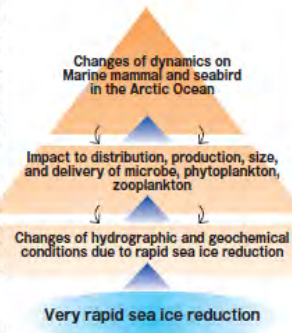 Changes of dynamics on
Marine mammal and seabird
in the Arctic Ocean
Impact to distribution, production, size,
and delivery of microbe, phytoplankton,
zooplankton
Changes of hydrographic and geochemical
conditions due to rapid sea ice reduction
Very rapid sea ice reduction